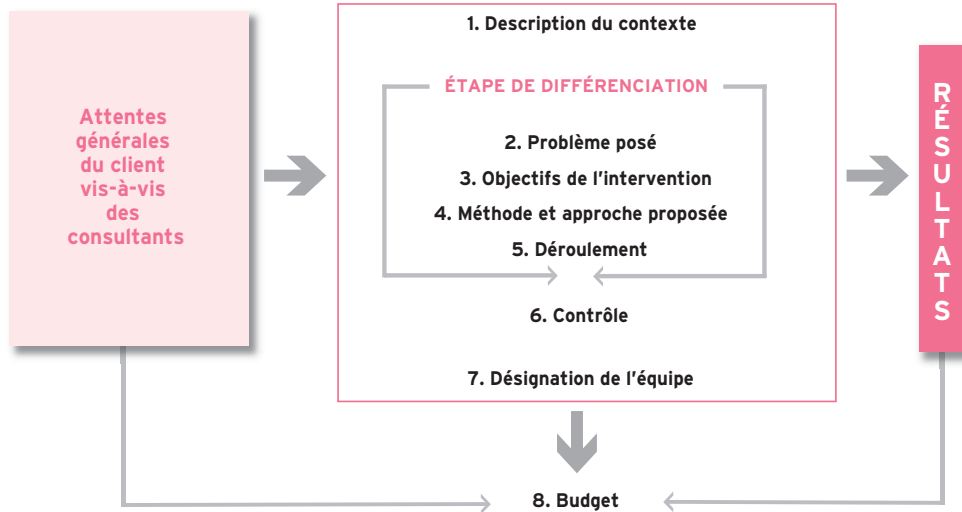 Attentes
générales
du client
vis-à-vis
des
consultants
1. Description du contexte
ÉTAPE DE DIFFÉRENCIATION
2. Problème posé
3. Objectifs de l'intervention
4. Méthode et approche proposée
5. Déroulement
6. Contrôle
7. Désignation de l'équipe
RÉSULTATS
8. Budget